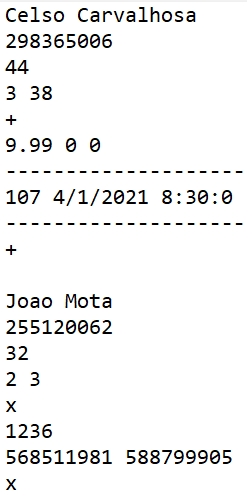 Celso Carvalhosa
298365006
44
3 38
+
9.99 0 0
--------------------
107 4/1/2021 8:30:0
--------------------
+

Joao Mota
255120062
32
2 3
x
1236
568511981 588799905
x